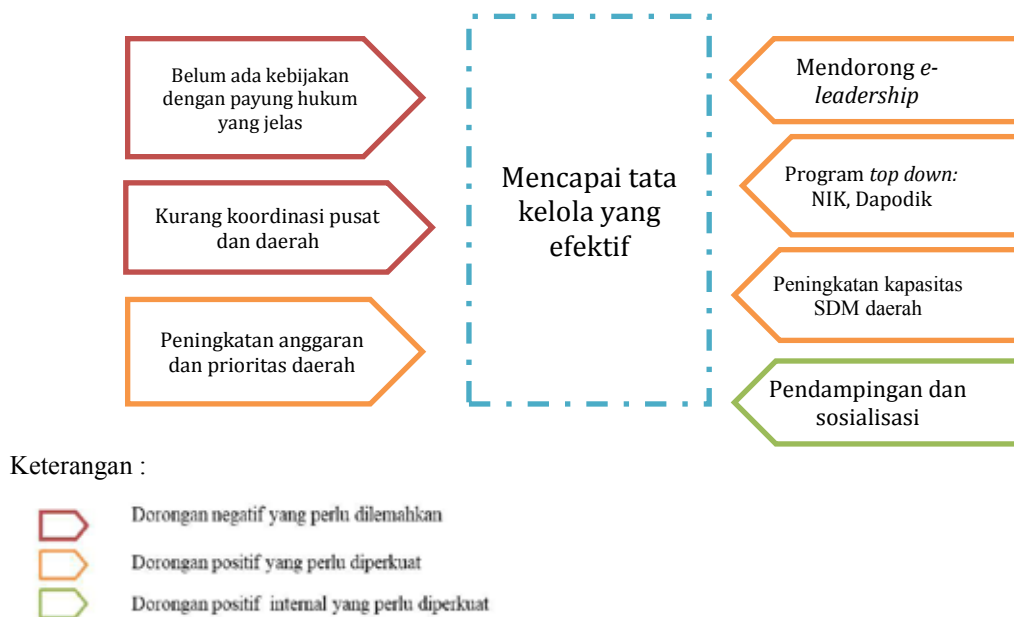 Belum ada kebijakan
dengan payung hukum
yang jelas
Kurang koordinasi pusat
dan daerah
Peningkatan anggaran
dan prioritas daerah
Mencapai tata
kelola yang
efektif
Mendorong e-
leadership
Program top down:
NIK, Dapodik
Peningkatan kapasitas
SDM daerah
Pendampingan dan
sosialisasi
Keterangan :
Dorongan negatif yang perlu dilemahkan
Dorongan positif yang perlu diperkuat
Dorongan positif internal yang perlu diperkuat